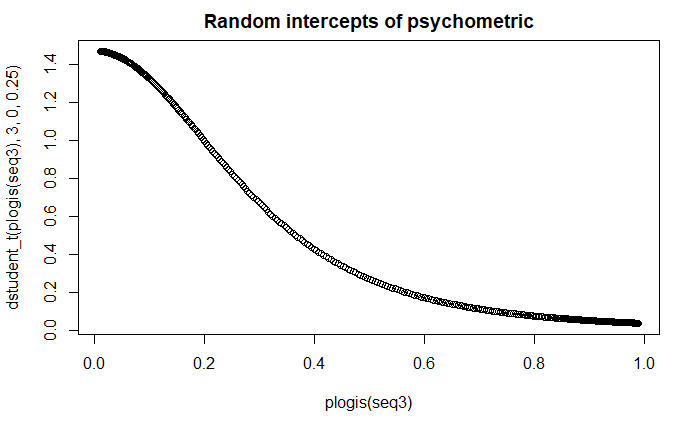 Random intercepts of psychometric
dstudent_t(plogis(seq3), 3, 0, 0.25)
1.4
1.2
1.0
0.8
0.6
0.4
0.2
0.0
0.0 0.2 0.4 0.6 0.8 1.0
plogis(seq3)